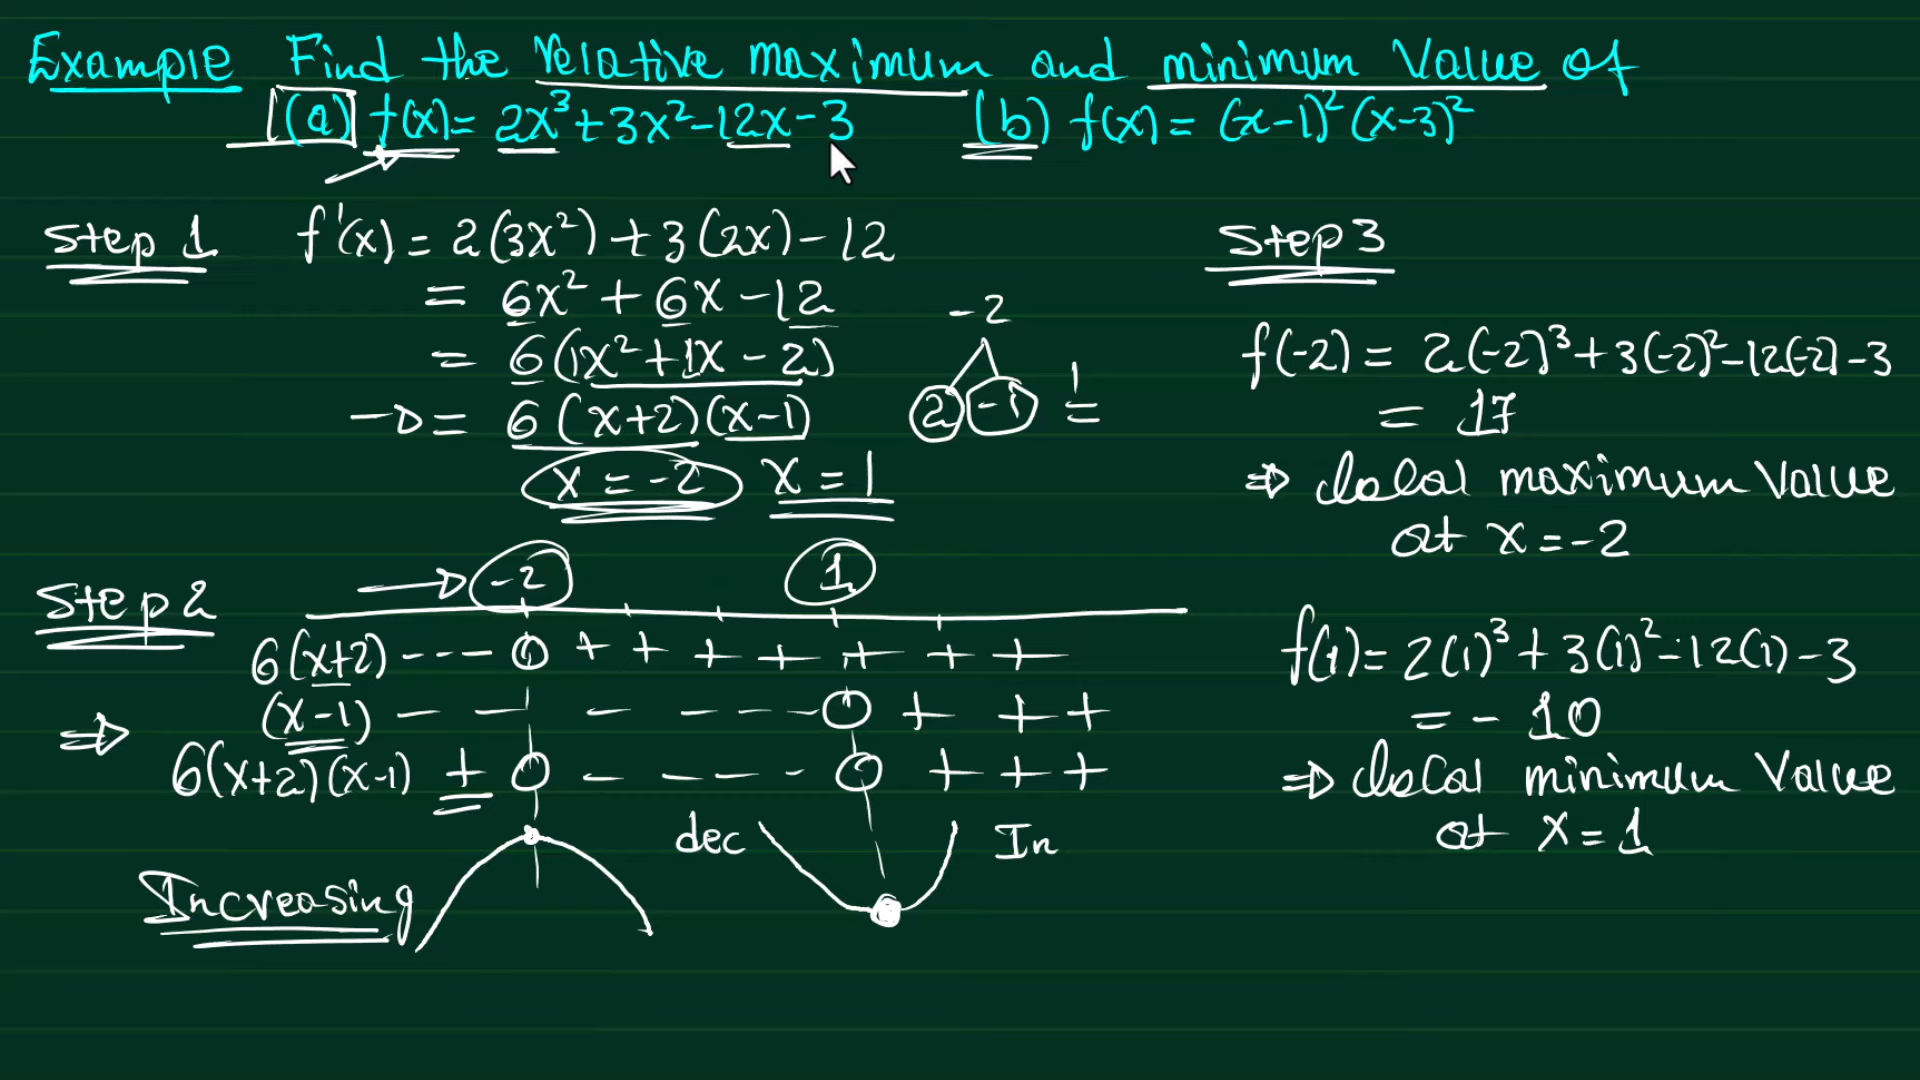 Example Find the relative maximum and minimum Value of
(a) f(x) = 2x³+3x²-12x-3 (b) f(x) = (x-1)²(x-3)²
Step 1 f'(x) = 2(3x²)+3(2x)-12
= 6x² + 6x -12
= 6(1x²+1x-2)
= 6(x+2)(x-1)
x = -2 x = 1
-2
2 -1 = 1
Step 2 -2 1
6(x+2) --- 0 + + + + + + +
(x-1) - - - - - - - 0 + + +
6(x+2)(x-1) + 0 - - - - - 0 + + +
Increasing dec In
Step 3
f(-2) = 2(-2)³+3(-2)²-12(-2)-3
= 17
⇒ local maximum Value
at x = -2
f(1) = 2(1)³+3(1)²-12(1)-3
= - 10
⇒ local minimum Value
at x = 1